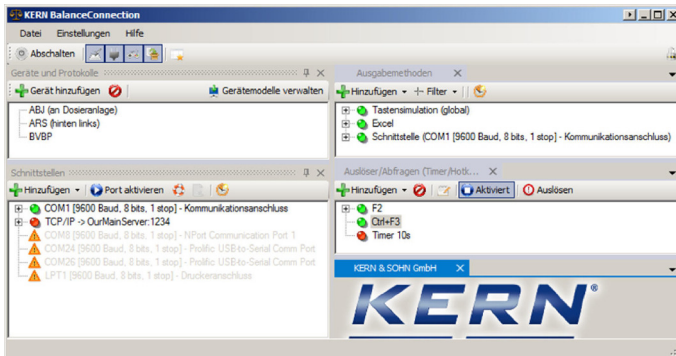 KERN BalanceConnection
Datei Einstellungen Hilfe
Abschalten
Geräte und Protokolle
Gerät hinzufügen Gerätemodelle verwalten
ABJ (an Dosieranlage)
ARS (hinten links)
BVBP
Ausgabemethoden
Hinzufügen Filter
Tastensimulation (global)
Excel
Schnittstelle (COM1 [9600 Baud, 8 bits, 1 stop] - Kommunikationsanschluss)
Schnittstellen
Hinzufügen Port aktivieren
COM1 [9600 Baud, 8 bits, 1 stop] - Kommunikationsanschluss
TCP/IP -> OurMainServer:1234
COM8 [9600 Baud, 8 bits, 1 stop] - NPort Communication Port 1
COM24 [9600 Baud, 8 bits, 1 stop] - Prolific USB-to-Serial Comm Port
COM26 [9600 Baud, 8 bits, 1 stop] - Prolific USB-to-Serial Comm Port
LPT1 [9600 Baud, 8 bits, 1 stop] - Druckeranschluss
Auslöser/Abfragen (Timer/Hotk...
Hinzufügen Aktiviert Auslösen
F2
Ctrl+F3
Timer 10s
KERN & SOHN GmbH
KERN®